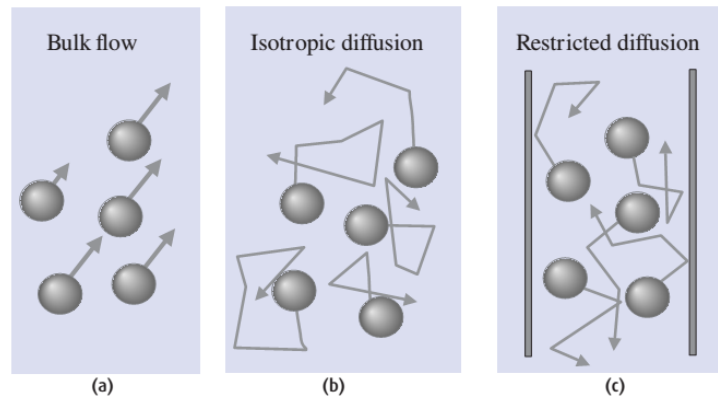 Bulk flow
Isotropic diffusion
Restricted diffusion
(a)
(b)
(c)